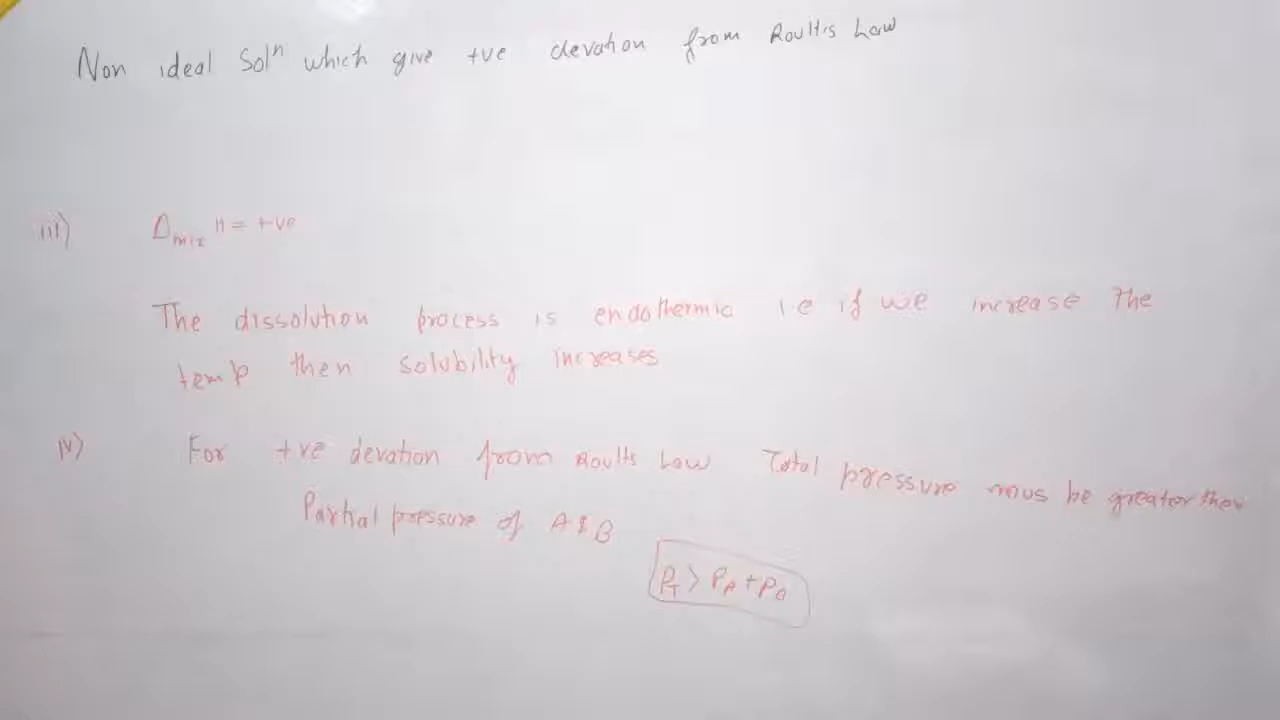 Non ideal Solⁿ which give +ve devation from Roult's Law
iii) Δmix H = +ve
The dissolution process is endothermic i e if we increase the
temp then solubility increases
iv) For +ve devation from Roults Law Total pressure mus be greater then
Partial pressure of A & B
PT > PA + PB